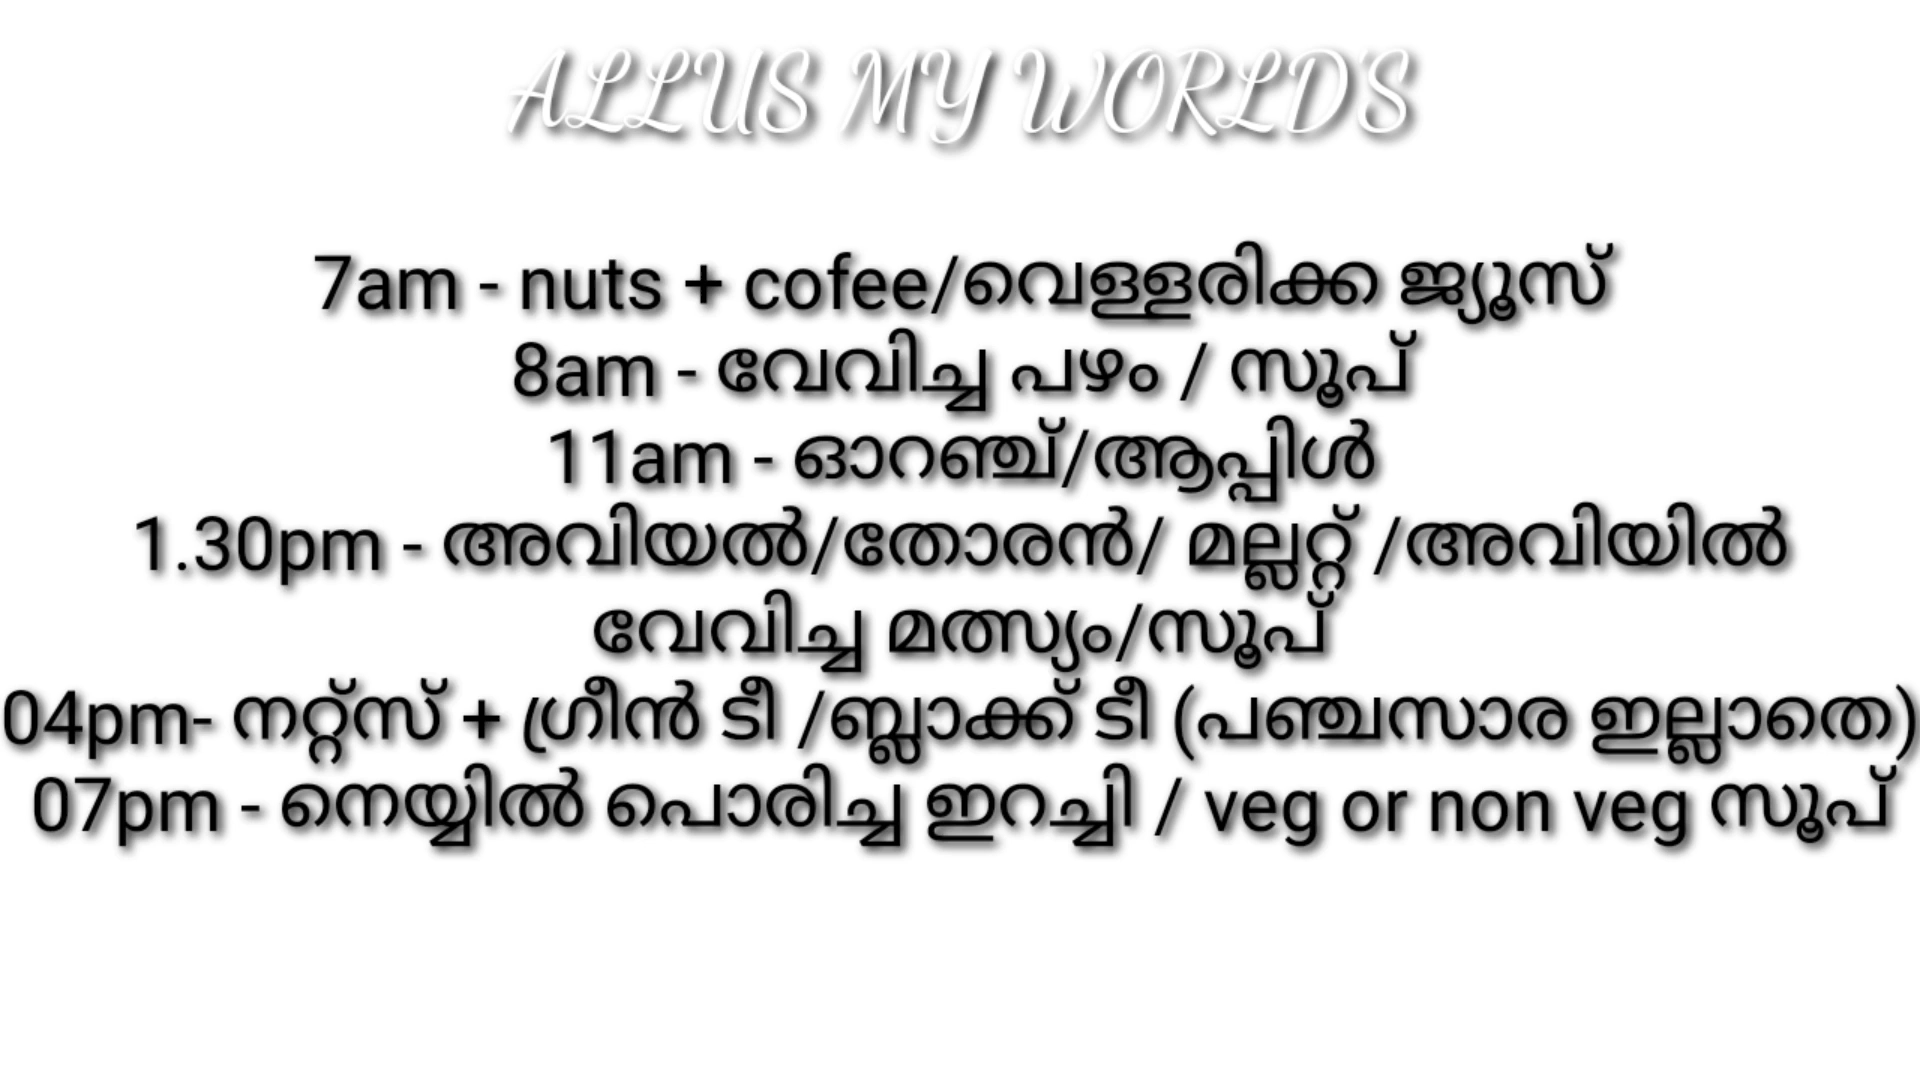 ALLUS MY WORLD'S
7am - nuts + cofee/വെള്ളരിക്ക ജ്യൂസ്
8am - വേവിച്ച പഴം / സൂപ്
11am - ഓറഞ്ച്/ആപ്പിൾ
1.30pm - അവിയൽ/തോരൻ/ മല്ലറ്റ് /അവിയിൽ
വേവിച്ച മത്സ്യം/സൂപ്
04pm- നറ്റ്സ് + ഗ്രീൻ ടീ /ബ്ലാക്ക് ടീ (പഞ്ചസാര ഇല്ലാതെ)
07pm - നെയ്യിൽ പൊരിച്ച ഇറച്ചി / veg or non veg സൂപ്